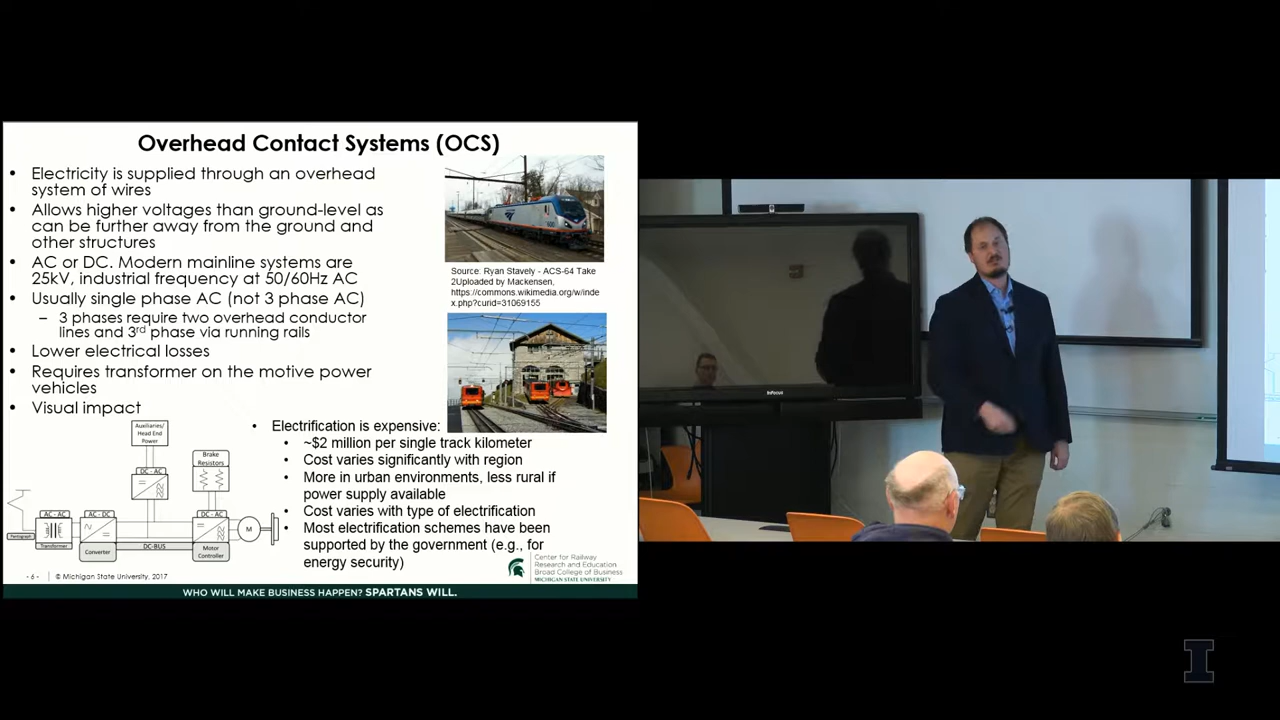 Overhead Contact Systems (OCS)
• Electricity is supplied through an overhead
system of wires
• Allows higher voltages than ground-level as
can be further away from the ground and
other structures
• AC or DC. Modern mainline systems are
25kV, industrial frequency at 50/60Hz AC
• Usually single phase AC (not 3 phase AC)
– 3 phases require two overhead conductor
lines and 3rd phase via running rails
• Lower electrical losses
• Requires transformer on the motive power
vehicles
• Visual impact
Source: Ryan Stavely - ACS-64 Take
2Uploaded by Mackensen,
https://commons.wikimedia.org/w/inde
x.php?curid=31069155
• Electrification is expensive:
• ~$2 million per single track kilometer
• Cost varies significantly with region
• More in urban environments, less rural if
power supply available
• Cost varies with type of electrification
• Most electrification schemes have been
supported by the government (e.g., for
energy security)
Auxiliaries/
Head End
Power
Brake
Resistors
DC - AC
AC - AC
AC - DC
DC - AC
M
Pantograph
Transformer
Converter
DC-BUS
Motor
Controller
- 6 -
© Michigan State University, 2017
Center for Railway
Research and Education
Broad College of Business
MICHIGAN STATE UNIVERSITY
WHO WILL MAKE BUSINESS HAPPEN? SPARTANS WILL.
InFocus
I